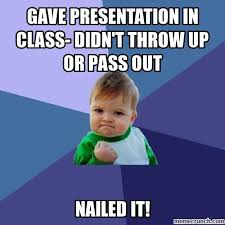 GAVE PRESENTATION IN
CLASS- DIDN'T THROW UP
OR PASS OUT
NAILED IT!
memecrunch.com